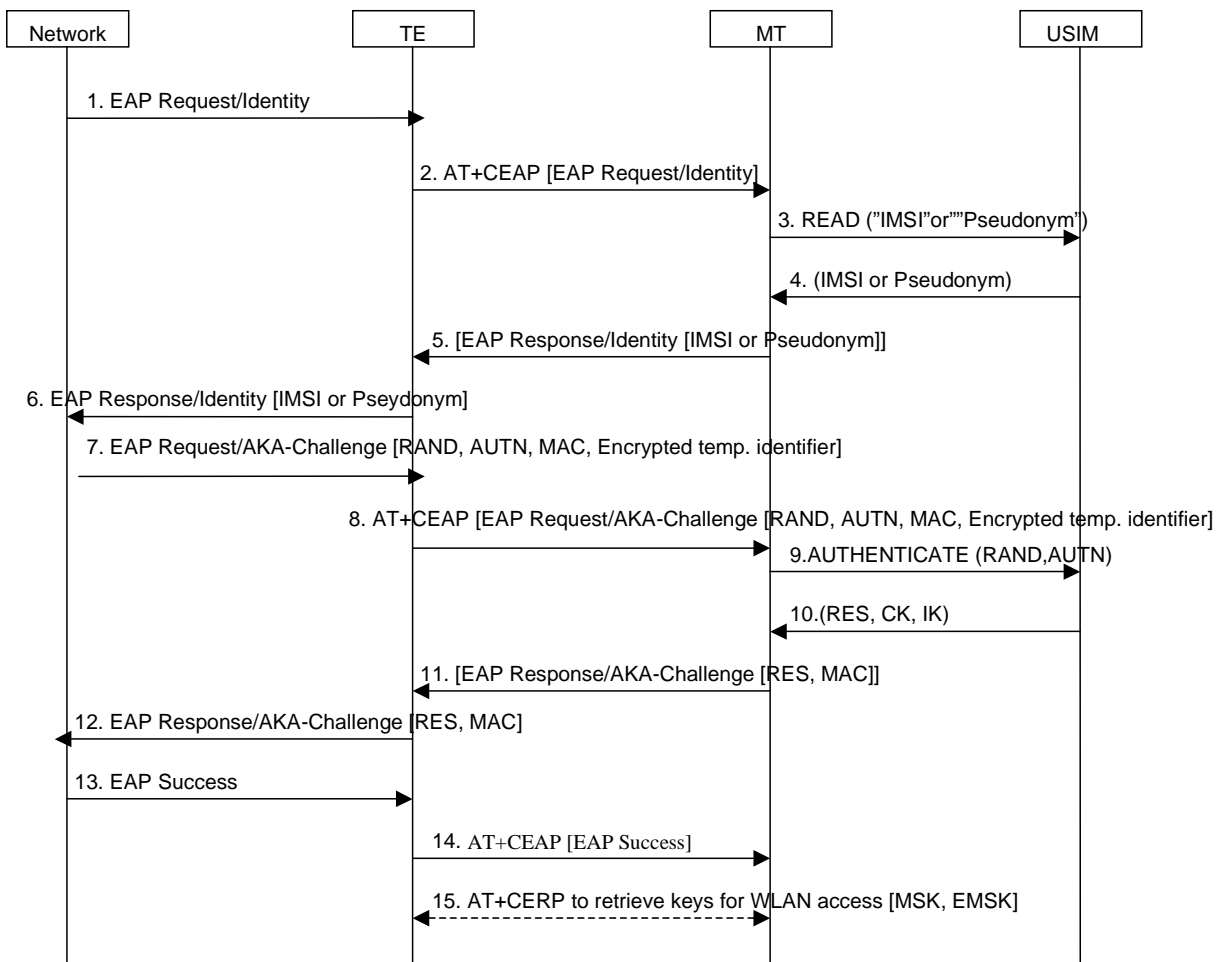 Network
TE
MT
USIM
1. EAP Request/Identity
2. AT+CEAP [EAP Request/Identity]
3. READ ("IMSI"or""Pseudonym")
4. (IMSI or Pseudonym)
5. [EAP Response/Identity [IMSI or Pseudonym]]
6. EAP Response/Identity [IMSI or Pseydonym]
7. EAP Request/AKA-Challenge [RAND, AUTN, MAC, Encrypted temp. identifier]
8. AT+CEAP [EAP Request/AKA-Challenge [RAND, AUTN, MAC, Encrypted temp. identifier]
9.AUTHENTICATE (RAND,AUTN)
10.(RES, CK, IK)
11. [EAP Response/AKA-Challenge [RES, MAC]]
12. EAP Response/AKA-Challenge [RES, MAC]
13. EAP Success
14. AT+CEAP [EAP Success]
15. AT+CERP to retrieve keys for WLAN access [MSK, EMSK]